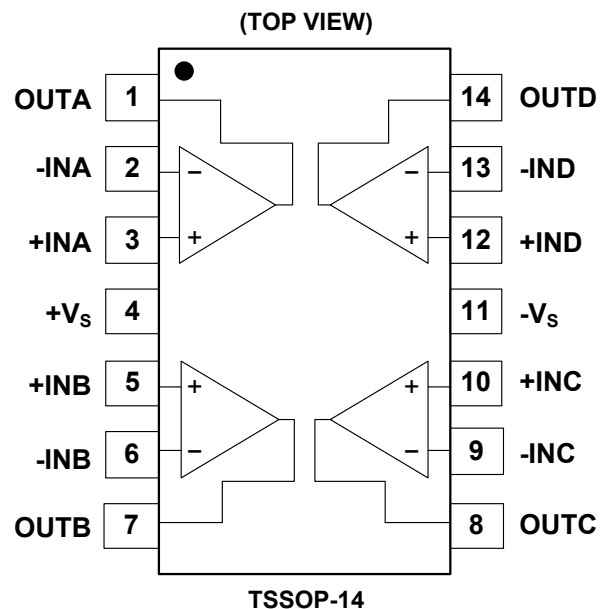 (TOP VIEW)
OUTA 1 14 OUTD
-INA 2 − − 13 -IND
+INA 3 + + 12 +IND
+VS 4 11 -VS
+INB 5 + + 10 +INC
-INB 6 − − 9 -INC
OUTB 7 8 OUTC
TSSOP-14